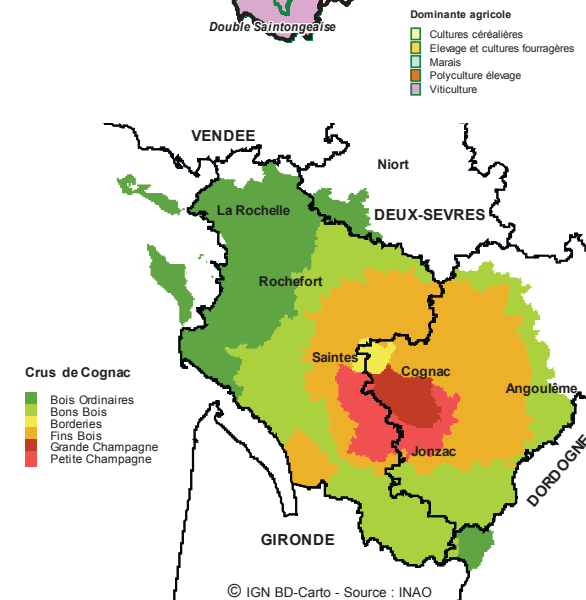 Double Saintongeaise
Dominante agricole
Cultures céréalières
Elevage et cultures fourragères
Marais
Polyculture élevage
Viticulture
VENDEE
Niort
La Rochelle
DEUX-SEVRES
Rochefort
Saintes
Cognac
Angoulême
Jonzac
DORDOGNE
GIRONDE
Crus de Cognac
Bois Ordinaires
Bons Bois
Borderies
Fins Bois
Grande Champagne
Petite Champagne
© IGN BD-Carto - Source : INAO